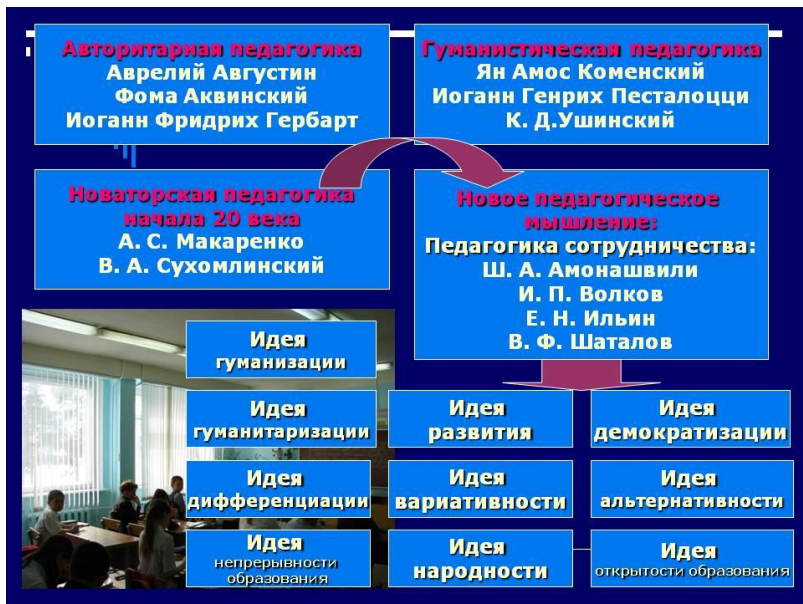 Авторитарная педагогика
Аврелий Августин
Фома Аквинский
Иоганн Фридрих Гербарт
Гуманистическая педагогика
Ян Амос Коменский
Иоганн Генрих Песталоцци
К. Д.Ушинский
Новаторская педагогика
начала 20 века
А. С. Макаренко
В. А. Сухомлинский
Новое педагогическое
мышление:
Педагогика сотрудничества:
Ш. А. Амонашвили
И. П. Волков
Е. Н. Ильин
В. Ф. Шаталов
Идея
гуманизации
Идея
гуманитаризации
Идея
развития
Идея
демократизации
Идея
дифференциации
Идея
вариативности
Идея
альтернативности
Идея
непрерывности
образования
Идея
народности
Идея
открытости образования